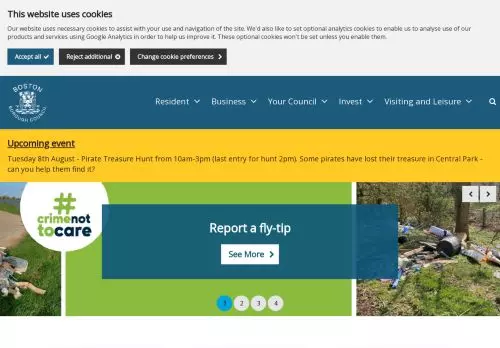 This website uses cookies
Our website uses necessary cookies to assist with your use and navigation of the site. We'd also like to set optional analytics cookies to enable us to analyse use of our
products and services using Google Analytics in order to help us improve it. These optional cookies won't be set unless you enable them.
Accept all
Reject additional
Change cookie preferences
BOSTON
BOROUGH COUNCIL
Resident
Business
Your Council
Invest
Visiting and Leisure
Upcoming event
Tuesday 8th August - Pirate Treasure Hunt from 10am-3pm (last entry for hunt 2pm). Some pirates have lost their treasure in Central Park -
can you help them find it?
#
crimenot
tocare
Report a fly-tip
See More
1
2
3
4